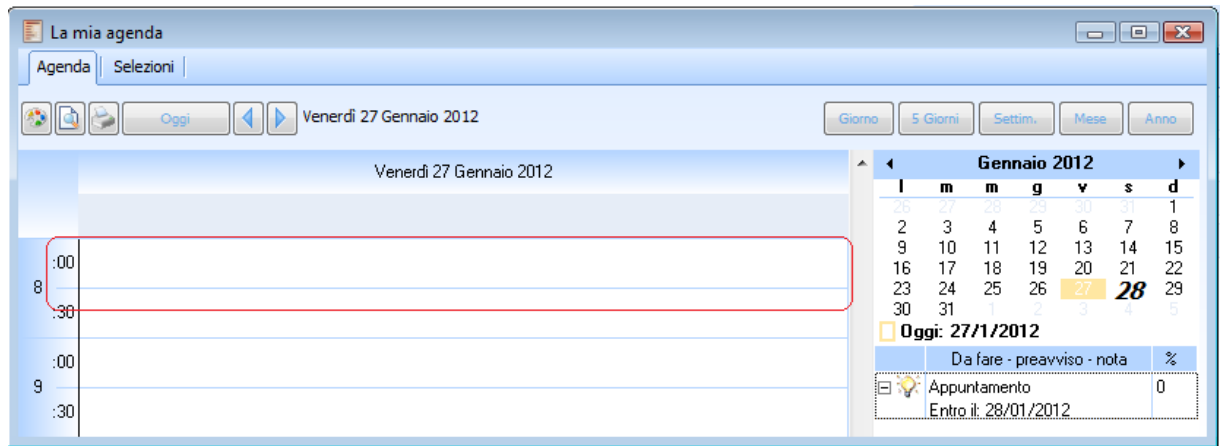 La mia agenda
Agenda Selezioni
Oggi Venerdì 27 Gennaio 2012 Giorno 5 Giorni Settim. Mese Anno
Venerdì 27 Gennaio 2012
8 :00
:30
9 :00
:30
Gennaio 2012
l m m g v s d
26 27 28 29 30 31 1
2 3 4 5 6 7 8
9 10 11 12 13 14 15
16 17 18 19 20 21 22
23 24 25 26 27 28 29
30 31 1 2 3 4 5
Oggi: 27/1/2012
Da fare - preavviso - nota %
Appuntamento 0
Entro il: 28/01/2012